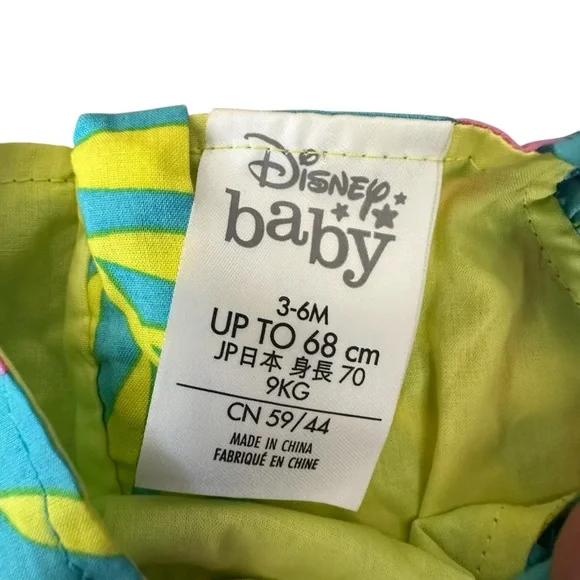 Disney
baby
3-6M
UP TO 68 cm
JP日本 身長 70
9KG
CN 59/44
MADE IN CHINA
FABRIQUÉ EN CHINE